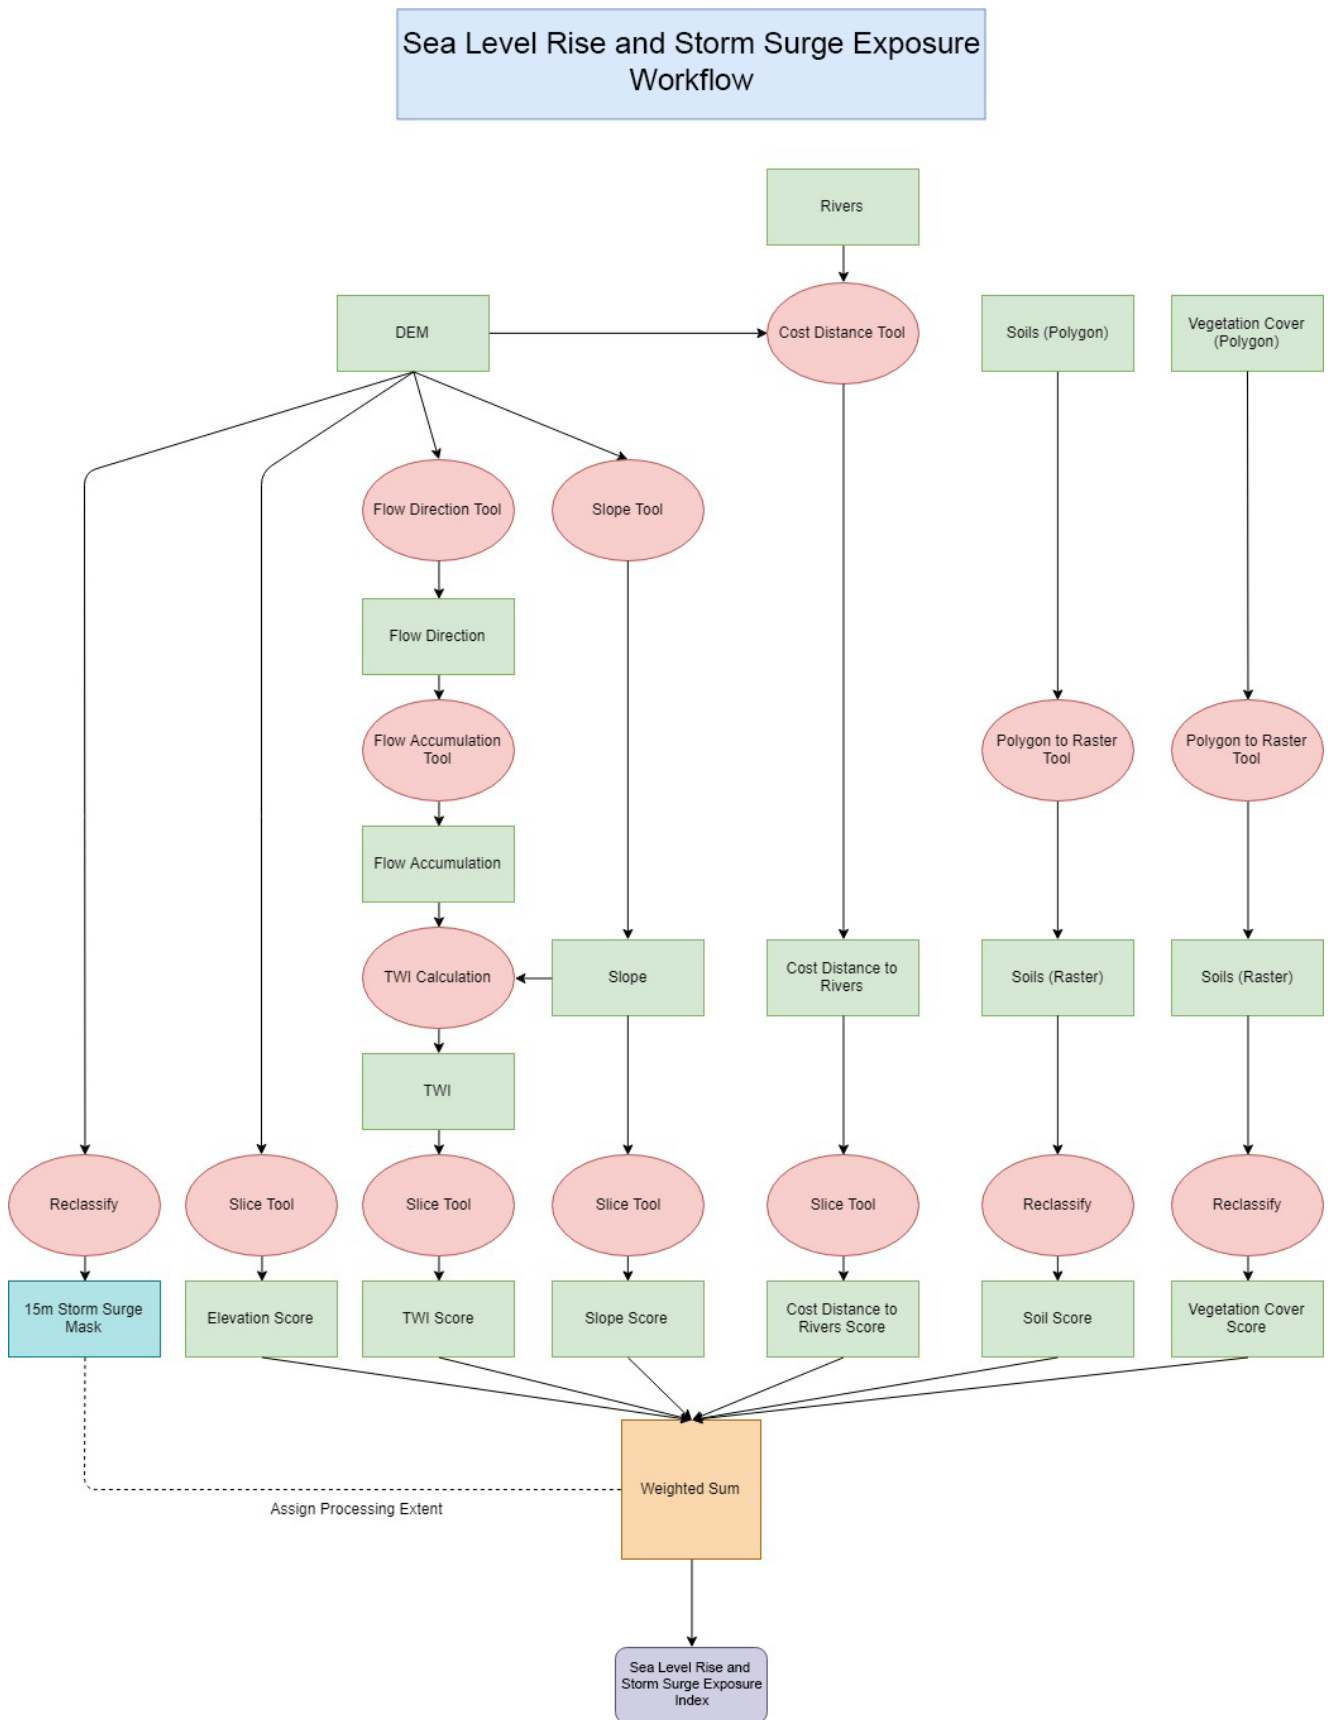 Sea Level Rise and Storm Surge Exposure
Workflow
Rivers
DEM
Cost Distance Tool
Soils (Polygon)
Vegetation Cover
(Polygon)
Flow Direction Tool
Slope Tool
Flow Direction
Flow Accumulation
Tool
Polygon to Raster
Tool
Polygon to Raster
Tool
Flow Accumulation
TWI Calculation
Slope
Cost Distance to
Rivers
Soils (Raster)
Soils (Raster)
TWI
Reclassify
Slice Tool
Slice Tool
Slice Tool
Slice Tool
Reclassify
Reclassify
15m Storm Surge
Mask
Elevation Score
TWI Score
Slope Score
Cost Distance to
Rivers Score
Soil Score
Vegetation Cover
Score
Weighted Sum
Assign Processing Extent
Sea Level Rise and
Storm Surge Exposure
Index